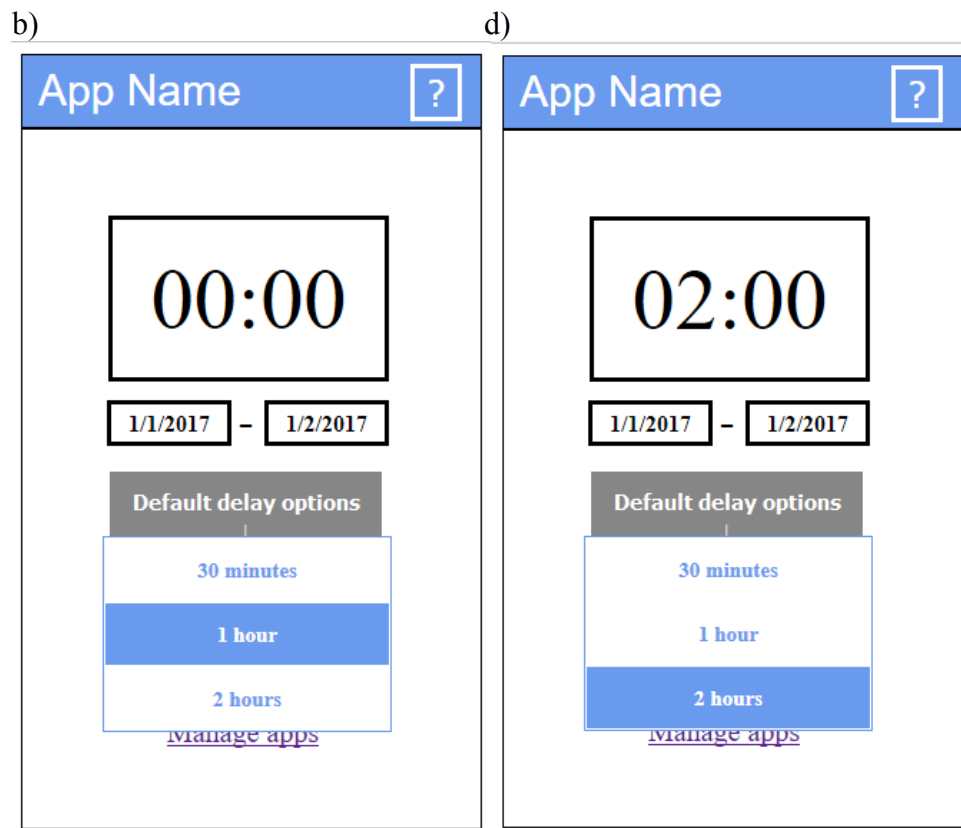 b)
App Name ?
00:00
1/1/2017 – 1/2/2017
Default delay options
30 minutes
1 hour
2 hours
Manage apps
d)
App Name ?
02:00
1/1/2017 – 1/2/2017
Default delay options
30 minutes
1 hour
2 hours
Manage apps